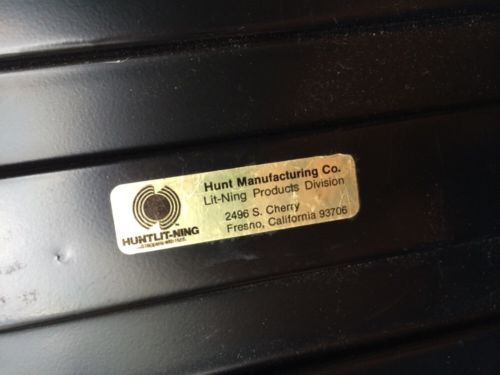 Hunt Manufacturing Co.
Lit-Ning Products Division
2496 S. Cherry
Fresno, California 93706
HUNTLIT-NING